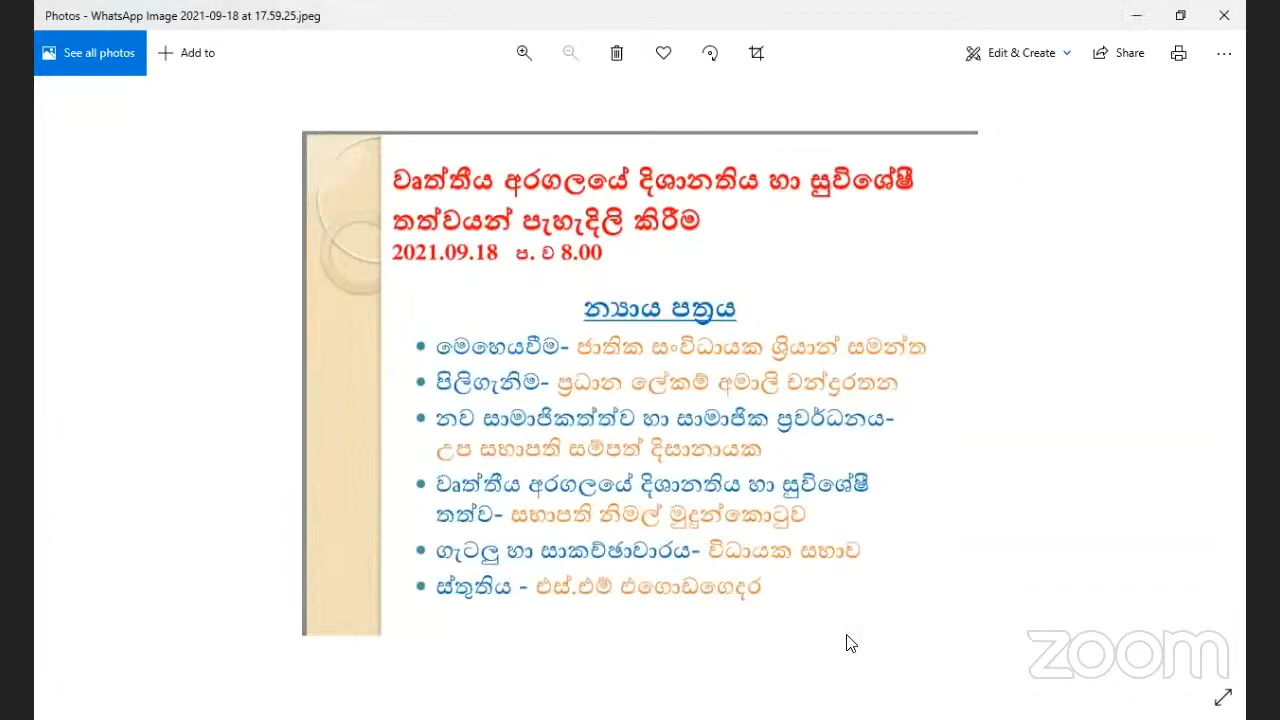 Photos - WhatsApp Image 2021-09-18 at 17.59.25.jpeg
See all photos
Add to
Edit & Create
Share
වෘත්තීය අරගලයේ දිශානතිය හා සුවිශේෂී
තත්වයන් පැහැදිලි කිරීම
2021.09.18 ප. ව 8.00
න්‍යාය පත්‍රය
• මෙහෙයවීම- ජාතික සංවිධායක ශ්‍රියාන් සමන්ත
• පිලිගැනිම- ප්‍රධාන ලේකම් අමාලි චන්ද්‍රරතන
• නව සාමාජිකත්ත්ව හා සාමාජික ප්‍රවර්ධනය-
උප සභාපති සම්පත් දිසානායක
• වෘත්තීය අරගලයේ දිශානතිය හා සුවිශේෂී
තත්ව- සභාපති නිමල් මුදුන්කොටුව
• ගැටලු හා සාකච්ඡාවාරය- විධායක සභාව
• ස්තුතිය - එස්.එම් එගොඩගෙදර
zoom